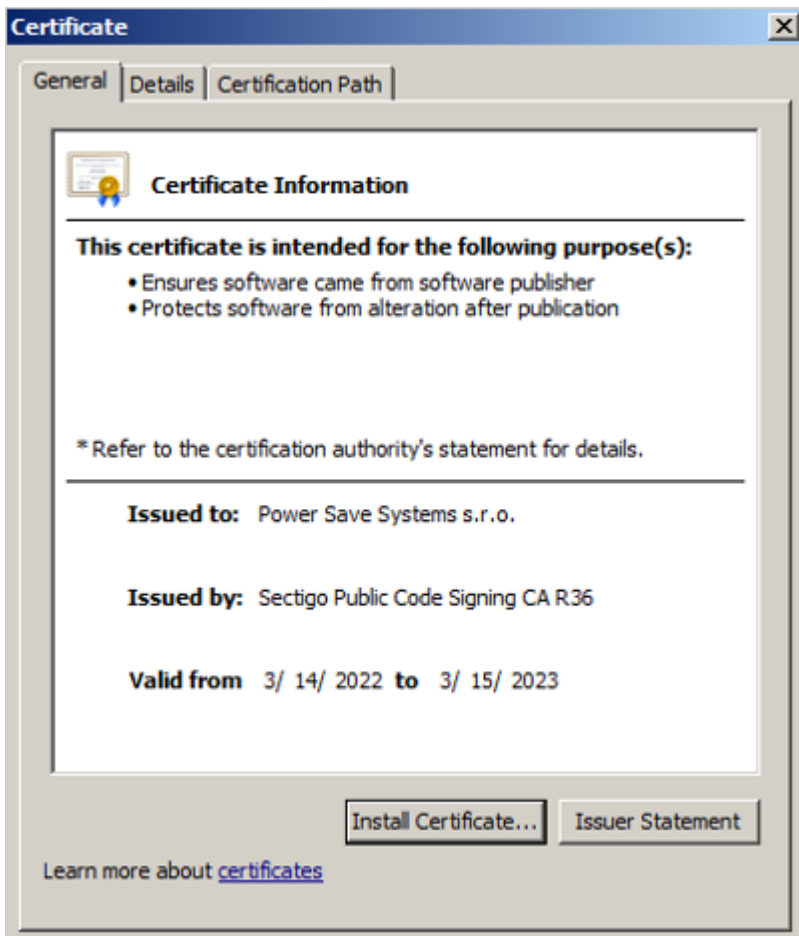 Certificate
General Details Certification Path
Certificate Information
This certificate is intended for the following purpose(s):
• Ensures software came from software publisher
• Protects software from alteration after publication
* Refer to the certification authority's statement for details.
Issued to: Power Save Systems s.r.o.
Issued by: Sectigo Public Code Signing CA R36
Valid from 3/ 14/ 2022 to 3/ 15/ 2023
Install Certificate... Issuer Statement
Learn more about certificates